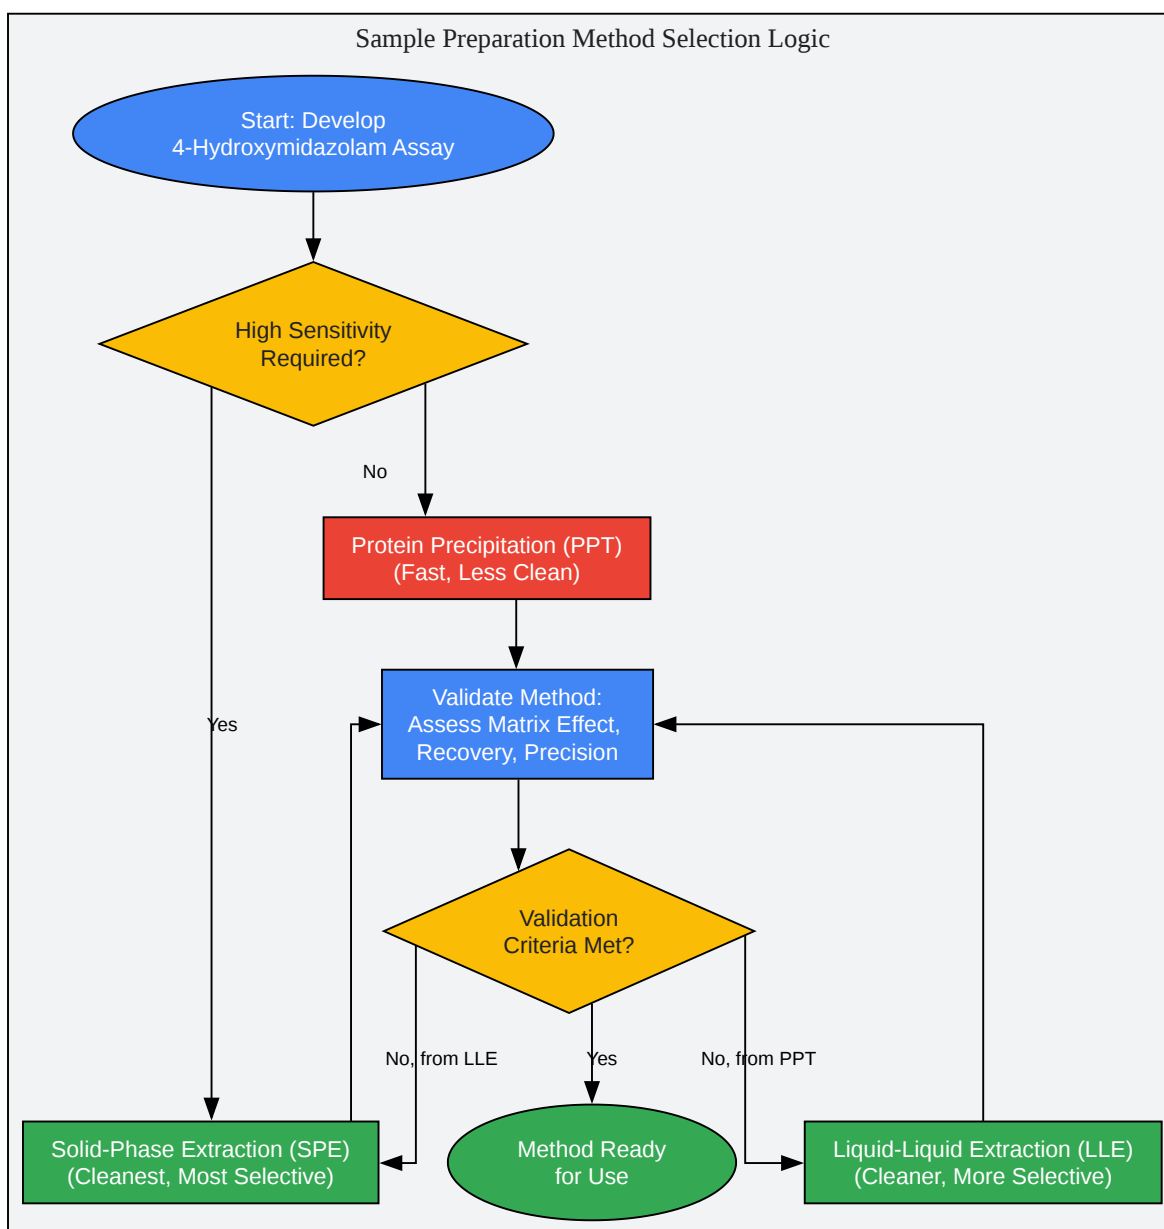 Sample Preparation Method Selection Logic
Start: Develop
4-Hydroxymidazolam Assay
High Sensitivity
Required?
No
Protein Precipitation (PPT)
(Fast, Less Clean)
Yes
Validate Method:
Assess Matrix Effect,
Recovery, Precision
Validation
Criteria Met?
No, from LLE
Yes
No, from PPT
Solid-Phase Extraction (SPE)
(Cleanest, Most Selective)
Method Ready
for Use
Liquid-Liquid Extraction (LLE)
(Cleaner, More Selective)